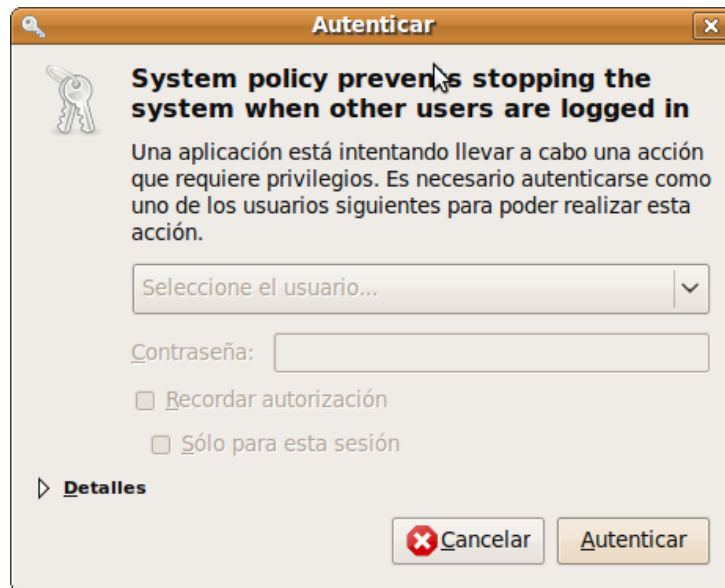 Autenticar
System policy prevents stopping the
system when other users are logged in
Una aplicación está intentando llevar a cabo una acción
que requiere privilegios. Es necesario autenticarse como
uno de los usuarios siguientes para poder realizar esta
acción.
Seleccione el usuario...
Contraseña:
Recordar autorización
Sólo para esta sesión
Detalles
Cancelar Autenticar